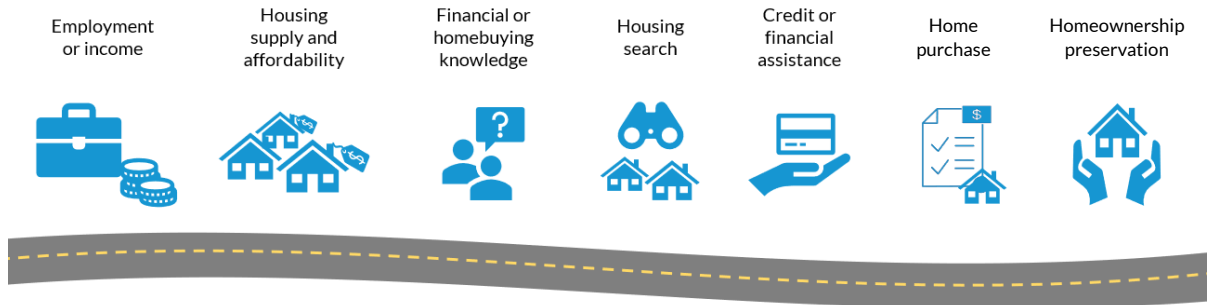 Employment
or income
Housing
supply and
affordability
Financial or
homebuying
knowledge
Housing
search
Credit or
financial
assistance
Home
purchase
Homeownership
preservation
$
$
?
$